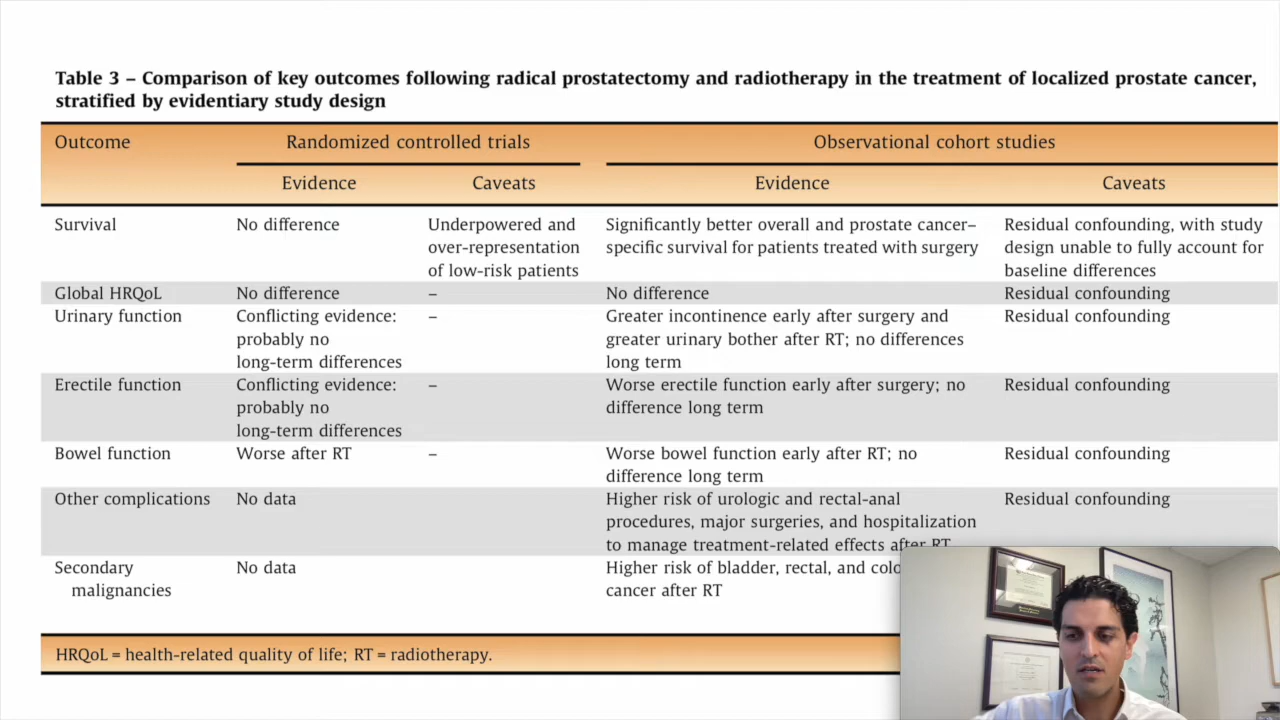 Table 3 – Comparison of key outcomes following radical prostatectomy and radiotherapy in the treatment of localized prostate cancer,
stratified by evidentiary study design
Outcome
Randomized controlled trials
Observational cohort studies
Evidence
Caveats
Evidence
Caveats
Survival
No difference
Underpowered and
over-representation
of low-risk patients
Significantly better overall and prostate cancer–
specific survival for patients treated with surgery
Residual confounding, with study
design unable to fully account for
baseline differences
Global HRQoL
No difference
–
No difference
Residual confounding
Urinary function
Conflicting evidence:
probably no
long-term differences
–
Greater incontinence early after surgery and
greater urinary bother after RT; no differences
long term
Residual confounding
Erectile function
Conflicting evidence:
probably no
long-term differences
–
Worse erectile function early after surgery; no
difference long term
Residual confounding
Bowel function
Worse after RT
–
Worse bowel function early after RT; no
difference long term
Residual confounding
Other complications
No data
Higher risk of urologic and rectal-anal
procedures, major surgeries, and hospitalization
to manage treatment-related effects after RT
Residual confounding
Secondary
malignancies
No data
Higher risk of bladder, rectal, and
cancer after RT
HRQoL = health-related quality of life; RT = radiotherapy.